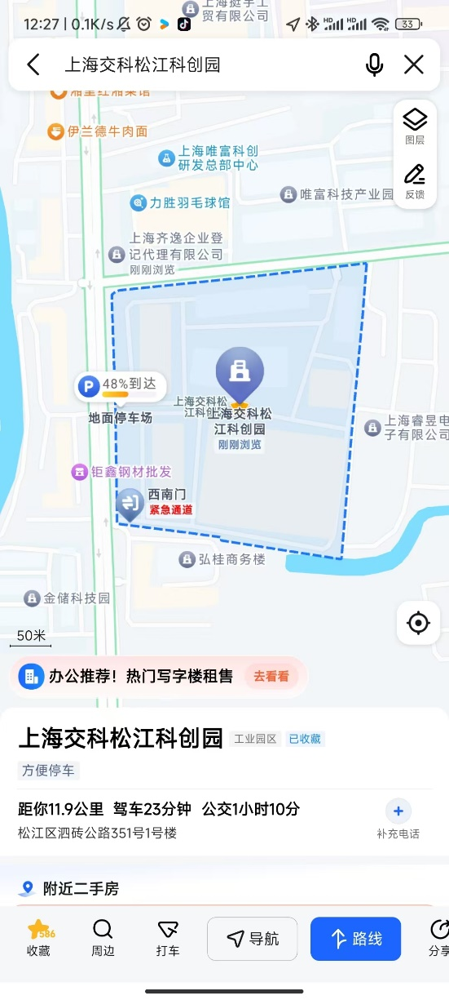 上海挺宇工
贸有限公司
12:27 | 0.1K/s
HD
HD
33
上海交科松江科创园
湘里红湘菜馆
伊兰德牛肉面
图层
上海唯富科创
研发总部中心
反馈
唯富科技产业园
力胜羽毛球馆
上海齐逸企业登
记代理有限公司
刚刚浏览
P 48%到达
地面停车场
上海交科松
江科创园
上海交科松
江科创园
刚刚浏览
上海睿昱电
子有限公司
钜鑫钢材批发
西南门
紧急通道
弘桂商务楼
金储科技园
50米
办公推荐！热门写字楼租售
去看看
上海交科松江科创园 工业园区 已收藏
方便停车
距你11.9公里 驾车23分钟 公交1小时10分
松江区泗砖公路351号1号楼
补充电话
附近二手房
586
收藏
周边
打车
导航
路线
分享